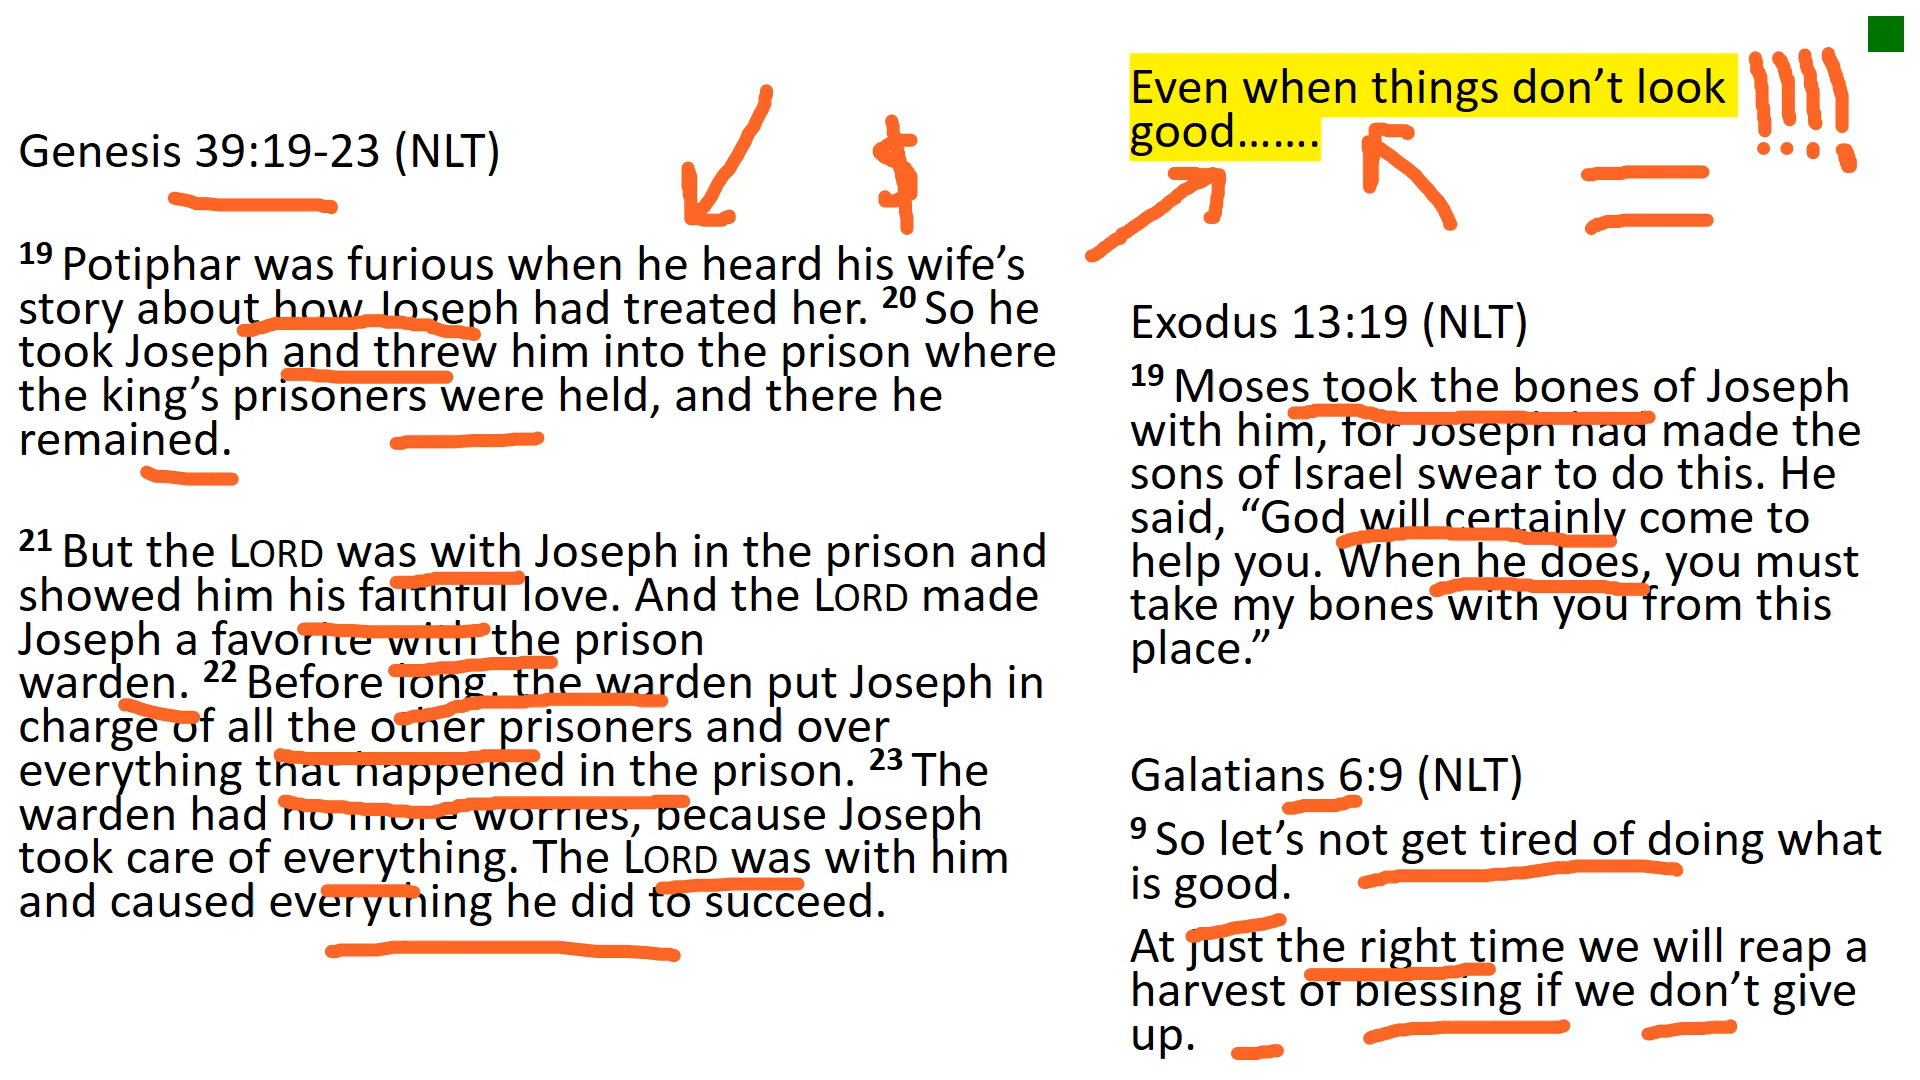 Genesis 39:19-23 (NLT)
19 Potiphar was furious when he heard his wife’s
story about how Joseph had treated her. 20 So he
took Joseph and threw him into the prison where
the king’s prisoners were held, and there he
remained.
21 But the LORD was with Joseph in the prison and
showed him his faithful love. And the LORD made
Joseph a favorite with the prison
warden. 22 Before long, the warden put Joseph in
charge of all the other prisoners and over
everything that happened in the prison. 23 The
warden had no more worries, because Joseph
took care of everything. The LORD was with him
and caused everything he did to succeed.
$
Even when things don’t look
good…….
!!!!
Exodus 13:19 (NLT)
19 Moses took the bones of Joseph
with him, for Joseph had made the
sons of Israel swear to do this. He
said, “God will certainly come to
help you. When he does, you must
take my bones with you from this
place.”
Galatians 6:9 (NLT)
9 So let’s not get tired of doing what
is good.
At just the right time we will reap a
harvest of blessing if we don’t give
up.